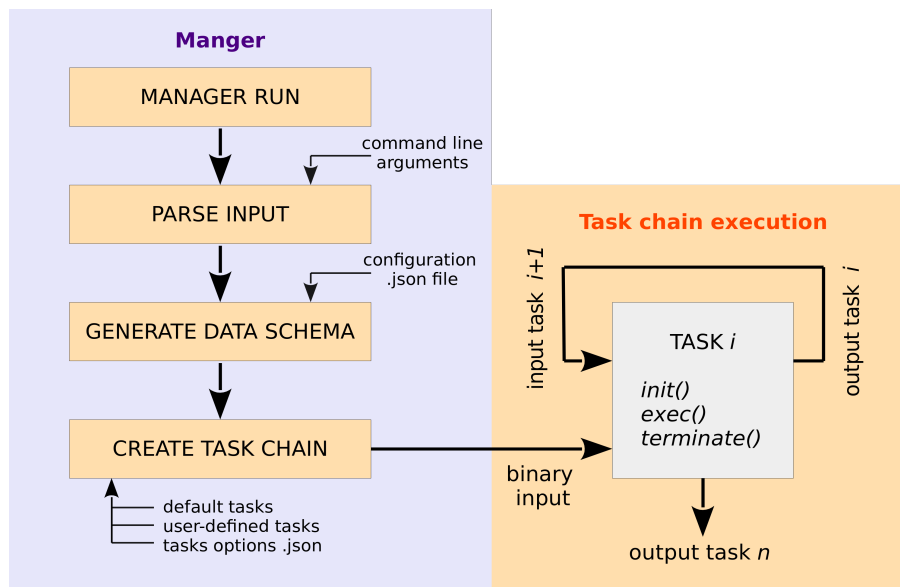 Manger
MANAGER RUN
command line
arguments
PARSE INPUT
configuration
.json file
GENERATE DATA SCHEMA
CREATE TASK CHAIN
default tasks
user-defined tasks
tasks options .json
Task chain execution
input task i+1
output task i
TASK i
init()
exec()
terminate()
binary
input
output task n